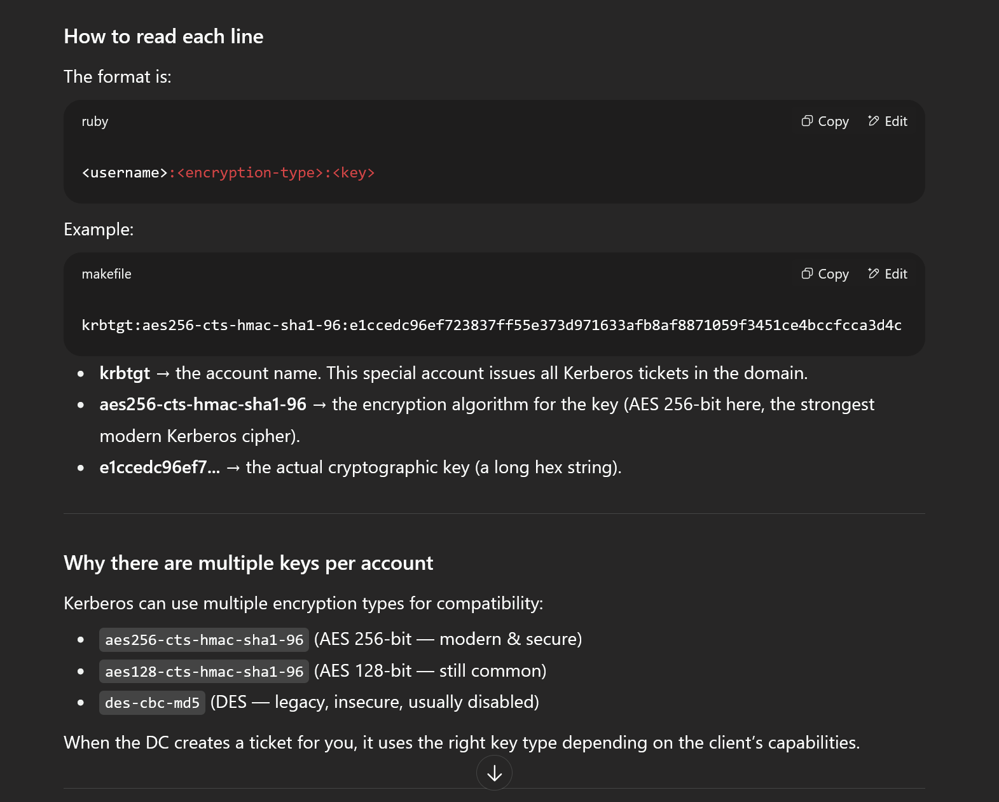 How to read each line
The format is:
ruby
Copy
Edit
<username>:<encryption-type>:<key>
Example:
makefile
Copy
Edit
krbtgt:aes256-cts-hmac-sha1-96:e1ccedc96ef723837ff55e373d971633afb8af8871059f3451ce4bccfcca3d4c
krbtgt → the account name. This special account issues all Kerberos tickets in the domain.
aes256-cts-hmac-sha1-96 → the encryption algorithm for the key (AES 256-bit here, the strongest
modern Kerberos cipher).
e1ccedc96ef7... → the actual cryptographic key (a long hex string).
Why there are multiple keys per account
Kerberos can use multiple encryption types for compatibility:
aes256-cts-hmac-sha1-96 (AES 256-bit — modern & secure)
aes128-cts-hmac-sha1-96 (AES 128-bit — still common)
des-cbc-md5 (DES — legacy, insecure, usually disabled)
When the DC creates a ticket for you, it uses the right key type depending on the client’s capabilities.